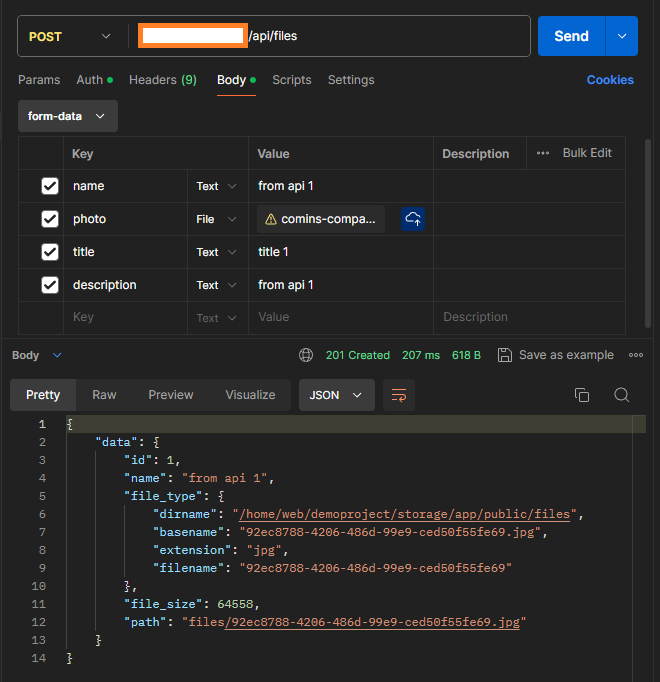 POST /api/files Send
Params Auth Headers (9) Body Scripts Settings Cookies
form-data
Key Value Description ••• Bulk Edit
name Text from api 1
photo File comins-compa...
title Text title 1
description Text from api 1
Key Text Value Description
Body 201 Created 207 ms 618 B Save as example •••
Pretty Raw Preview Visualize JSON
1 {
2 "data": {
3 "id": 1,
4 "name": "from api 1",
5 "file_type": {
6 "dirname": "/home/web/demoproject/storage/app/public/files",
7 "basename": "92ec8788-4206-486d-99e9-ced50f55fe69.jpg",
8 "extension": "jpg",
9 "filename": "92ec8788-4206-486d-99e9-ced50f55fe69"
10 },
11 "file_size": 64558,
12 "path": "files/92ec8788-4206-486d-99e9-ced50f55fe69.jpg"
13 }
14 }